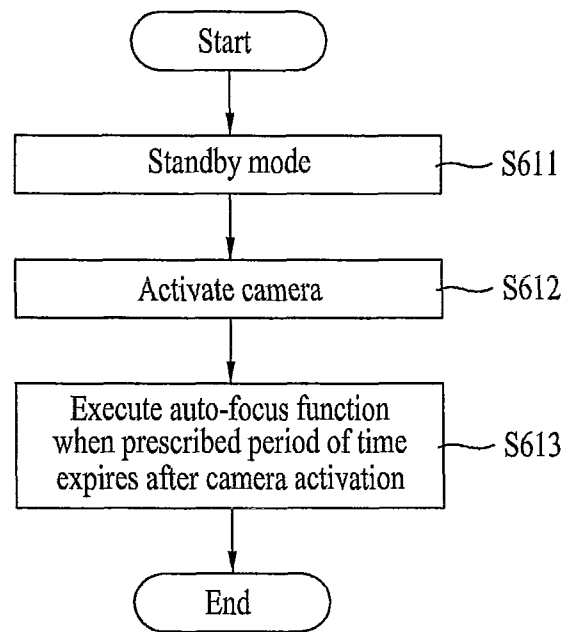 Start
Standby mode
S611
Activate camera
S612
Execute auto-focus function
when prescribed period of time
expires after camera activation
S613
End